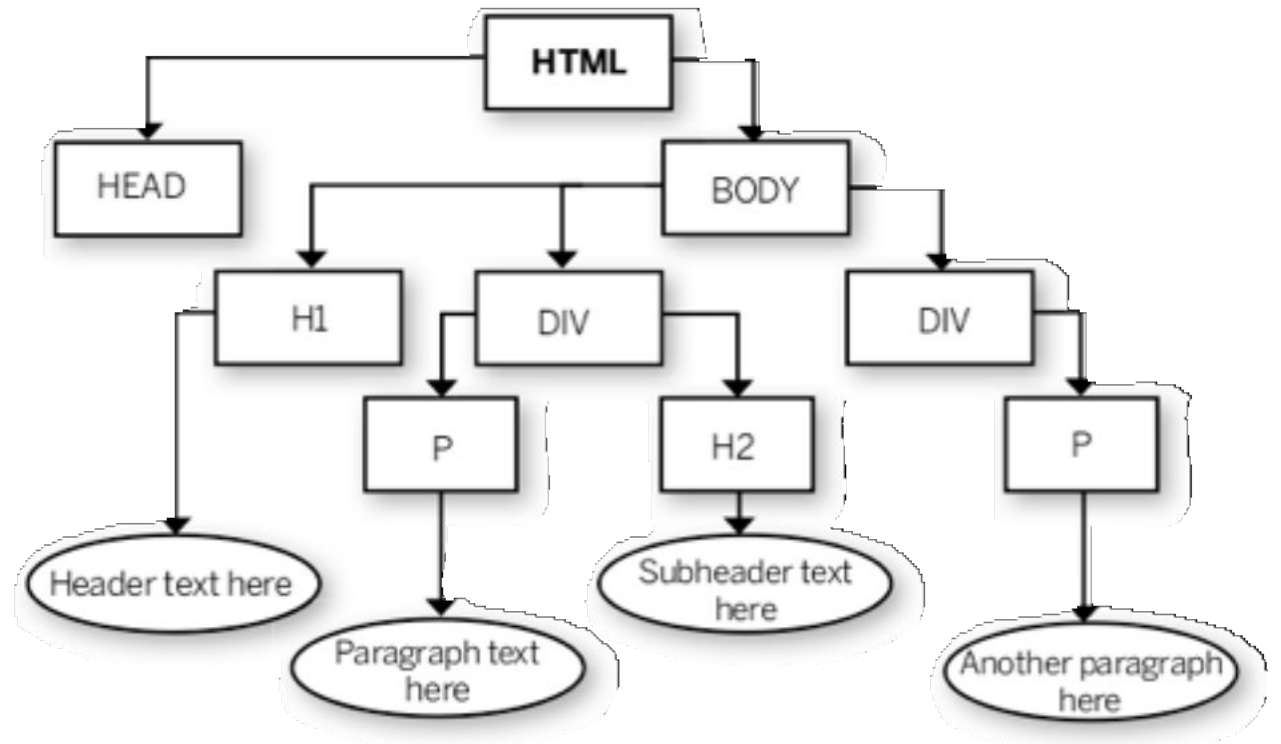 HTML
HEAD
BODY
H1
DIV
DIV
P
H2
P
Header text here
Subheader text
here
Paragraph text
here
Another paragraph
here